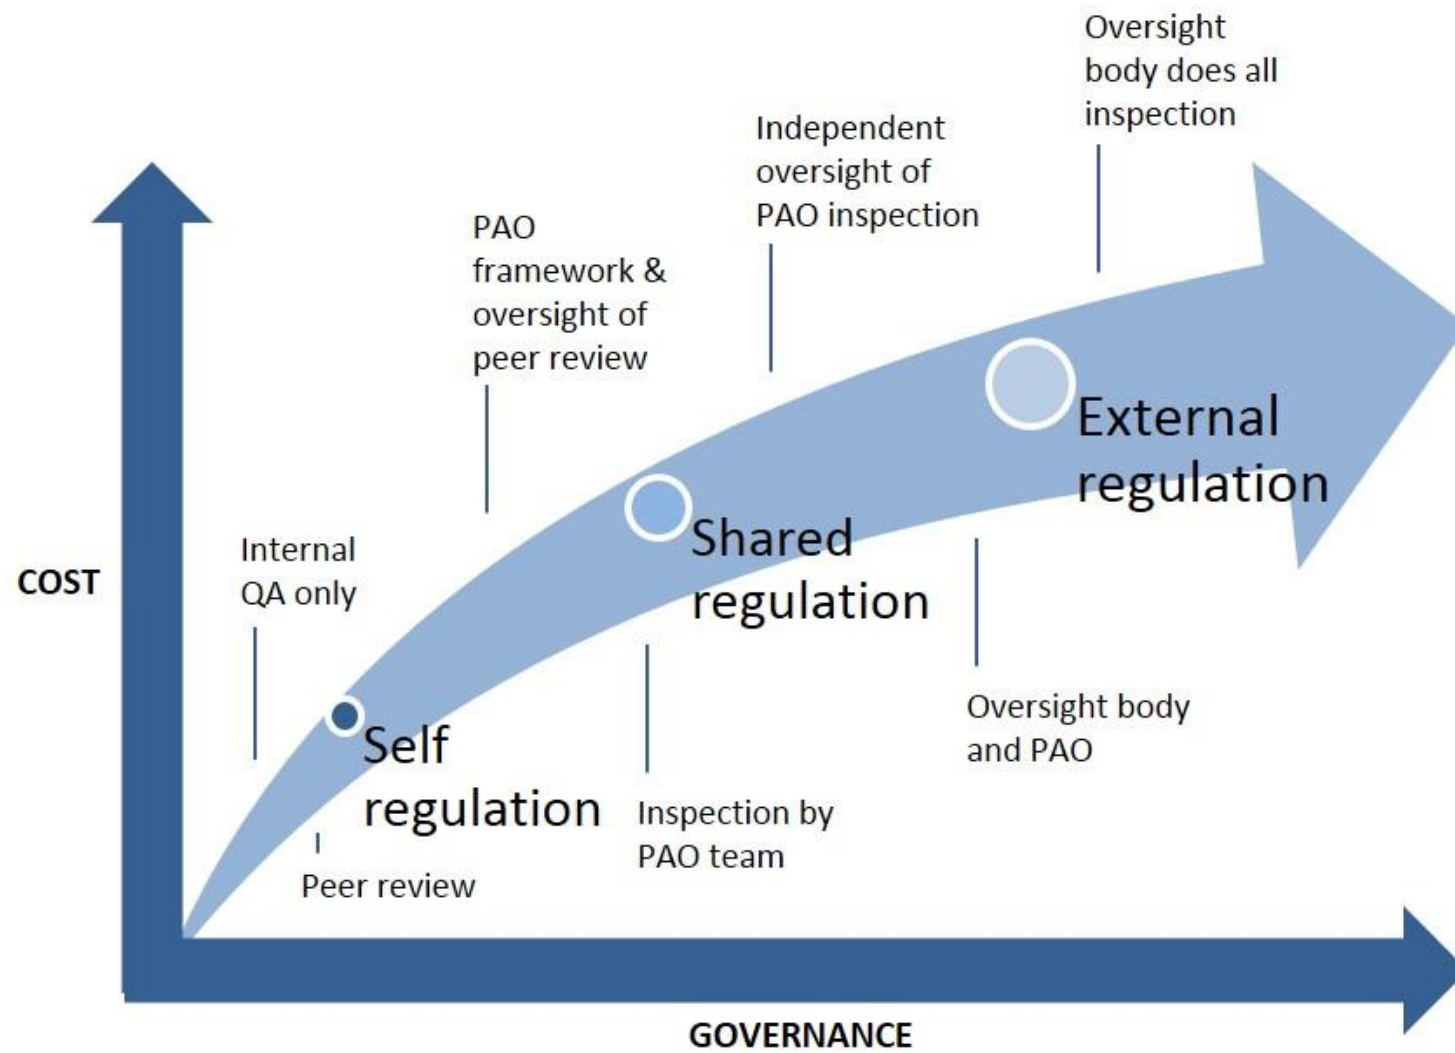 Oversight
body does all
inspection
Independent
oversight of
PAO inspection
PAO
framework &
oversight of
peer review
External
regulation
Shared
regulation
Internal
QA only
COST
Self
regulation
Oversight body
and PAO
Inspection by
PAO team
Peer review
GOVERNANCE